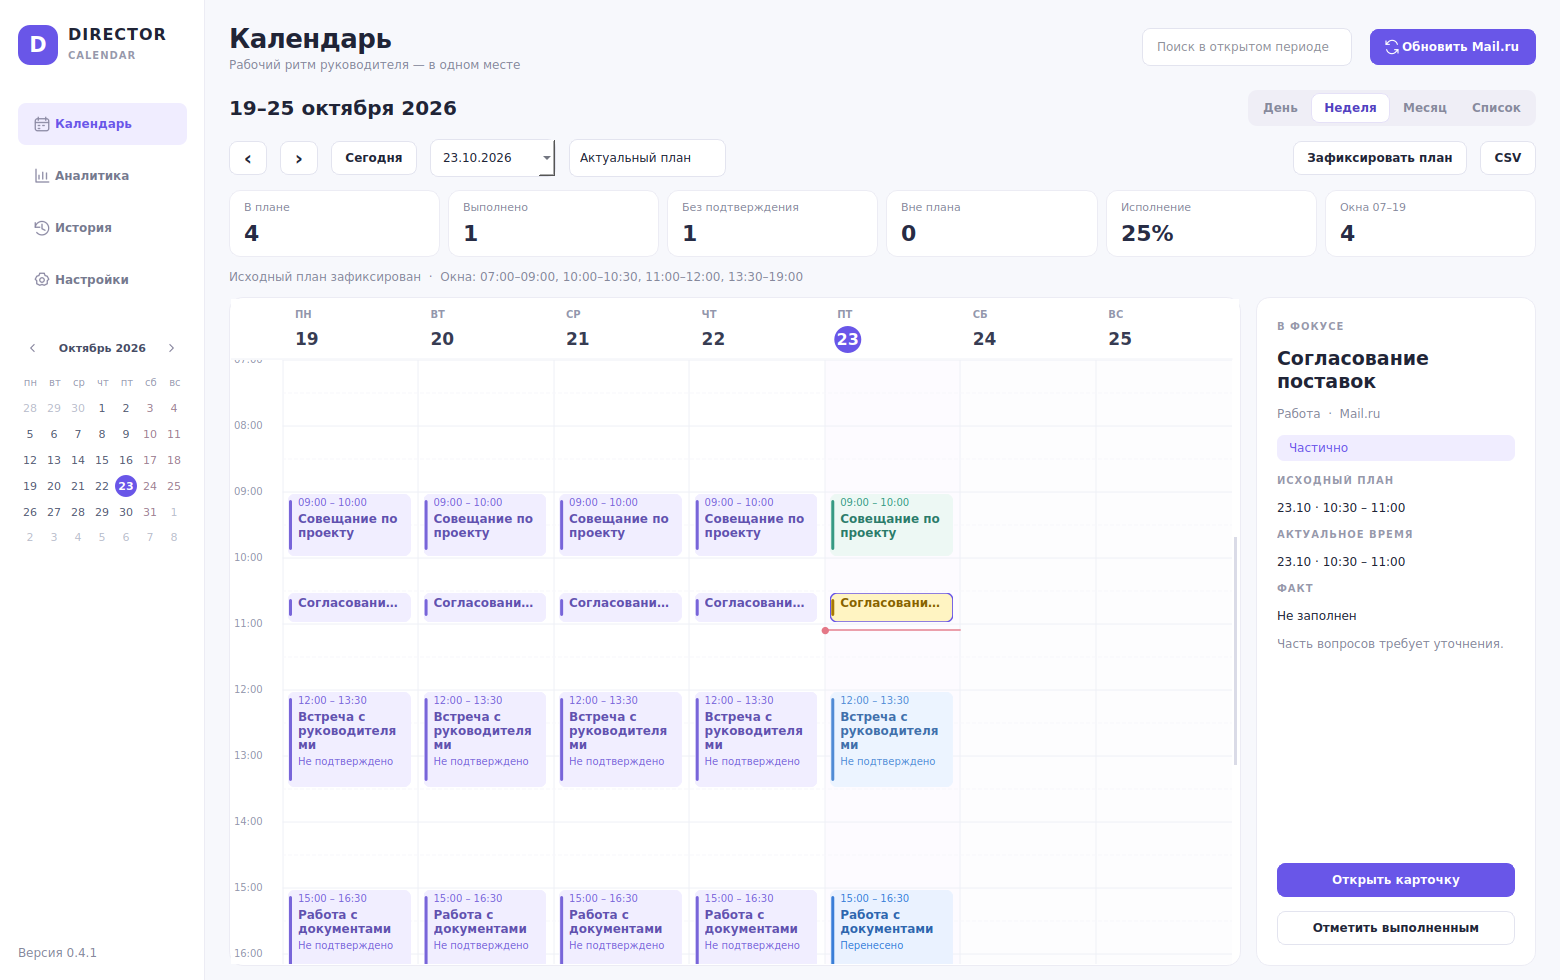 D
DIRECTOR
CALENDAR
Календарь
Аналитика
История
Настройки
Октябрь 2026
пн вт ср чт пт сб вс
28 29 30 1 2 3 4
5 6 7 8 9 10 11
12 13 14 15 16 17 18
19 20 21 22 23 24 25
26 27 28 29 30 31 1
2 3 4 5 6 7 8
Версия 0.4.1
Календарь
Рабочий ритм руководителя — в одном месте
Поиск в открытом периоде
Обновить Mail.ru
19–25 октября 2026
День Неделя Месяц Список
‹ › Сегодня 23.10.2026 Актуальный план
Зафиксировать план CSV
В плане
4
Выполнено
1
Без подтверждения
1
Вне плана
0
Исполнение
25%
Окна 07–19
4
Исходный план зафиксирован · Окна: 07:00–09:00, 10:00–10:30, 11:00–12:00, 13:30–19:00
ПН ВТ СР ЧТ ПТ СБ ВС
19 20 21 22 23 24 25
07:00
08:00
09:00
09:00 – 10:00 09:00 – 10:00 09:00 – 10:00 09:00 – 10:00 09:00 – 10:00
Совещание по Совещание по Совещание по Совещание по Совещание по
проекту проекту проекту проекту проекту
10:00
Согласовани… Согласовани… Согласовани… Согласовани… Согласовани…
11:00
12:00
12:00 – 13:30 12:00 – 13:30 12:00 – 13:30 12:00 – 13:30 12:00 – 13:30
Встреча с Встреча с Встреча с Встреча с Встреча с
руководителя руководителя руководителя руководителя руководителя
ми ми ми ми ми
13:00
Не подтверждено Не подтверждено Не подтверждено Не подтверждено Не подтверждено
14:00
15:00
15:00 – 16:30 15:00 – 16:30 15:00 – 16:30 15:00 – 16:30 15:00 – 16:30
Работа с Работа с Работа с Работа с Работа с
документами документами документами документами документами
Не подтверждено Не подтверждено Не подтверждено Не подтверждено Перенесено
16:00
В ФОКУСЕ
Согласование
поставок
Работа · Mail.ru
Частично
ИСХОДНЫЙ ПЛАН
23.10 · 10:30 – 11:00
АКТУАЛЬНОЕ ВРЕМЯ
23.10 · 10:30 – 11:00
ФАКТ
Не заполнен
Часть вопросов требует уточнения.
Открыть карточку
Отметить выполненным